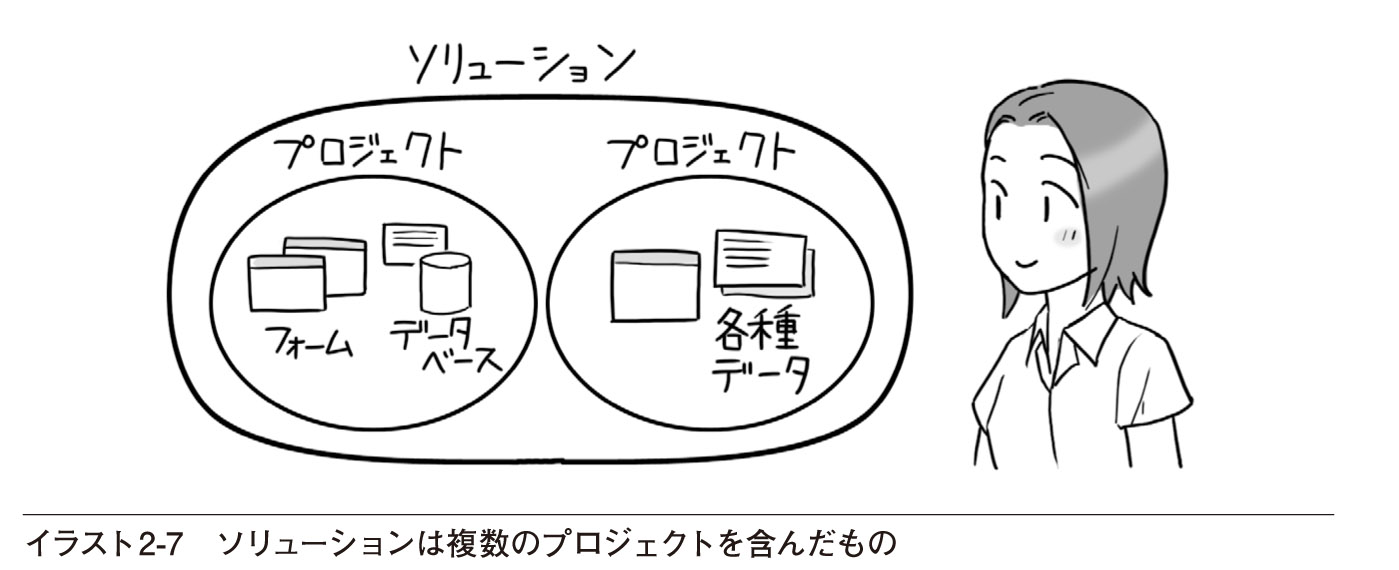 ソリューション
プロジェクト
フォーム
データ
ベース
プロジェクト
各種
データ
イラスト2-7　ソリューションは複数のプロジェクトを含んだもの